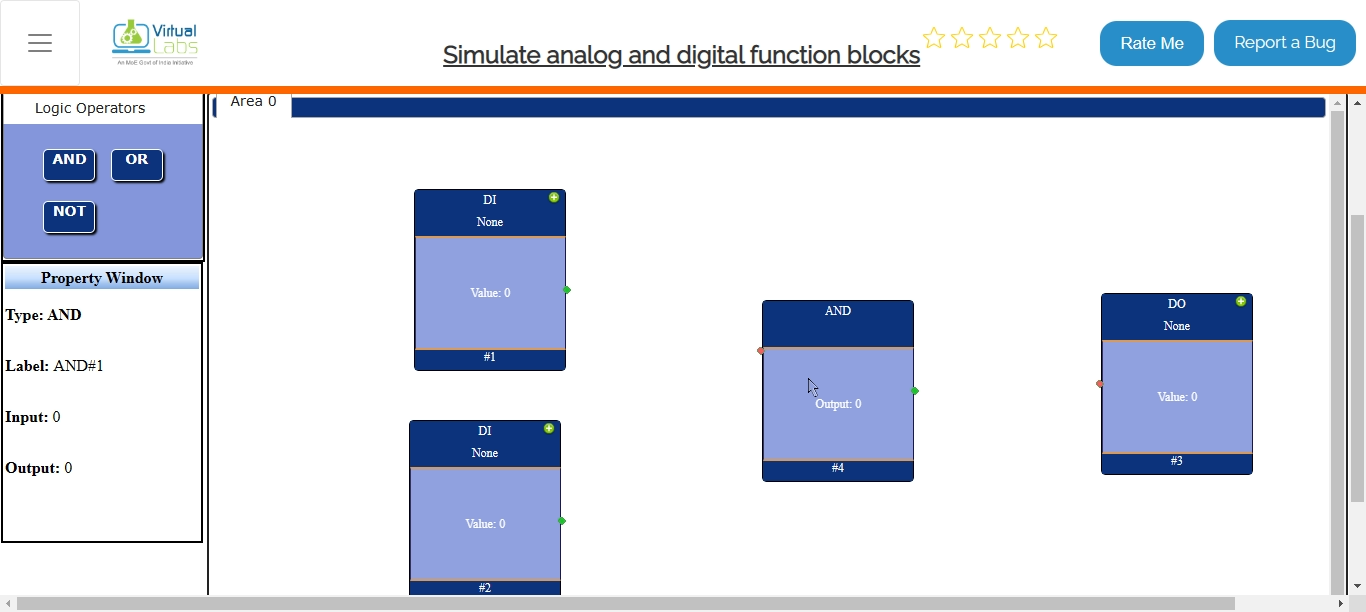 Virtual
Labs
An MoE Govt of India Initiative
Simulate analog and digital function blocks
Rate Me
Report a Bug
Logic Operators
Area 0
AND
OR
NOT
Property Window
Type: AND
Label: AND#1
Input: 0
Output: 0
DI
None
Value: 0
#1
DI
None
Value: 0
#2
AND
Output: 0
#4
DO
None
Value: 0
#3